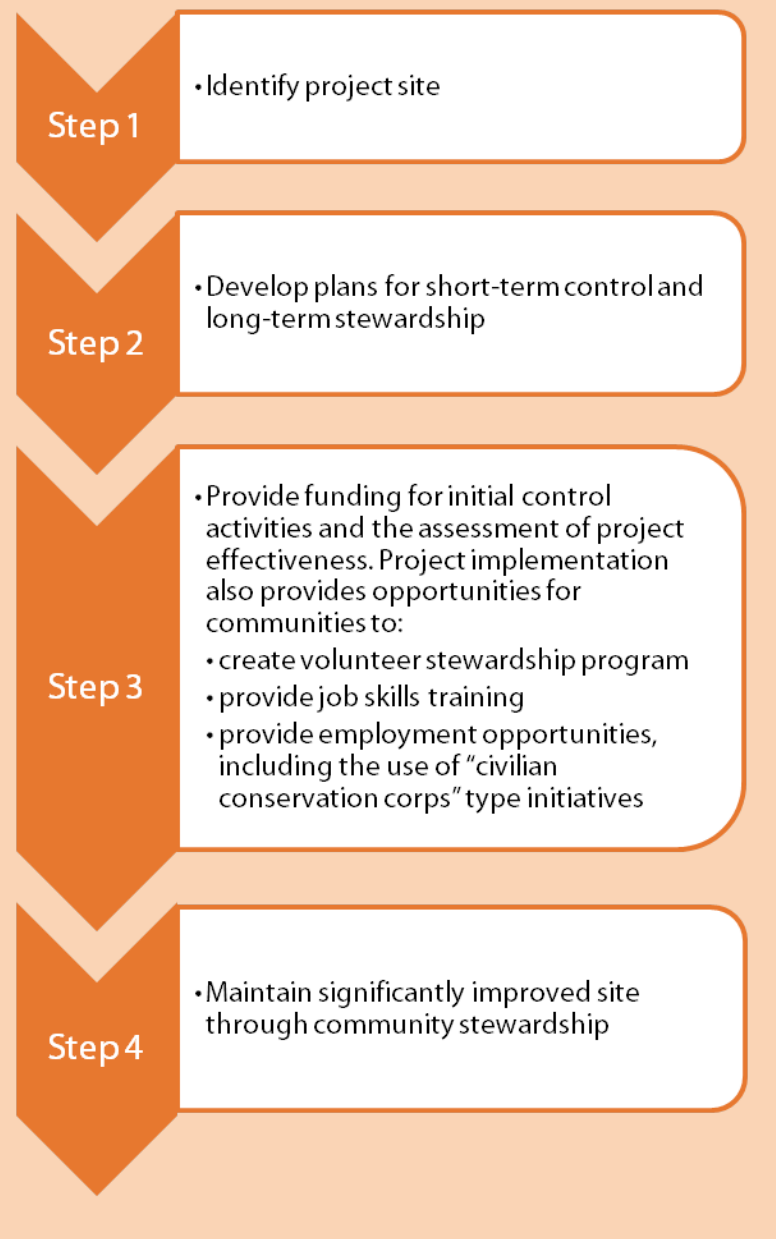 Step 1
• Identify project site
Step 2
• Develop plans for short-term control and
long-term stewardship
Step 3
• Provide funding for initial control
activities and the assessment of project
effectiveness. Project implementation
also provides opportunities for
communities to:
• create volunteer stewardship program
• provide job skills training
• provide employment opportunities,
including the use of “civilian
conservation corps” type initiatives
Step 4
• Maintain significantly improved site
through community stewardship